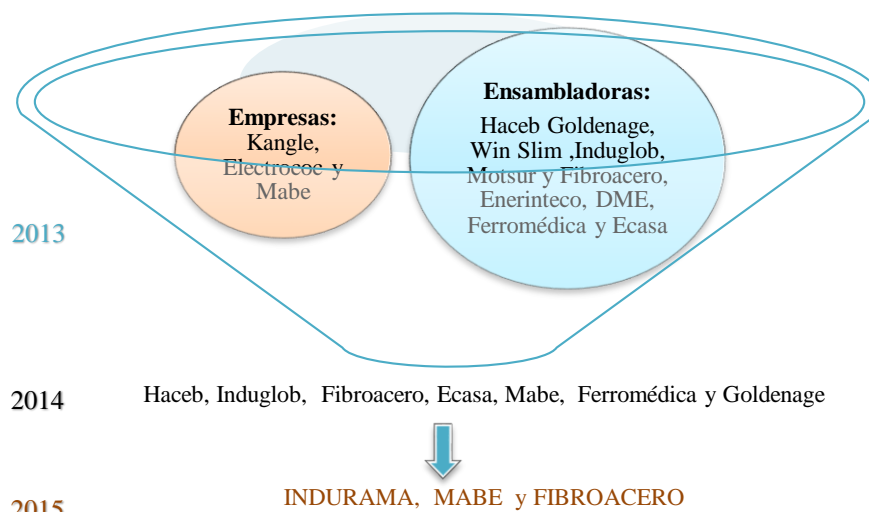 Empresas:
Kangle,
Electrococ y
Mabe
Ensambladoras:
Haceb Goldenage,
Win Slim ,Induglob,
Motsur y Fibroacero,
Enerinteco, DME,
Ferromédica y Ecasa
2013
2014 Haceb, Induglob, Fibroacero, Ecasa, Mabe, Ferromédica y Goldenage
2015 INDURAMA, MABE y FIBROACERO